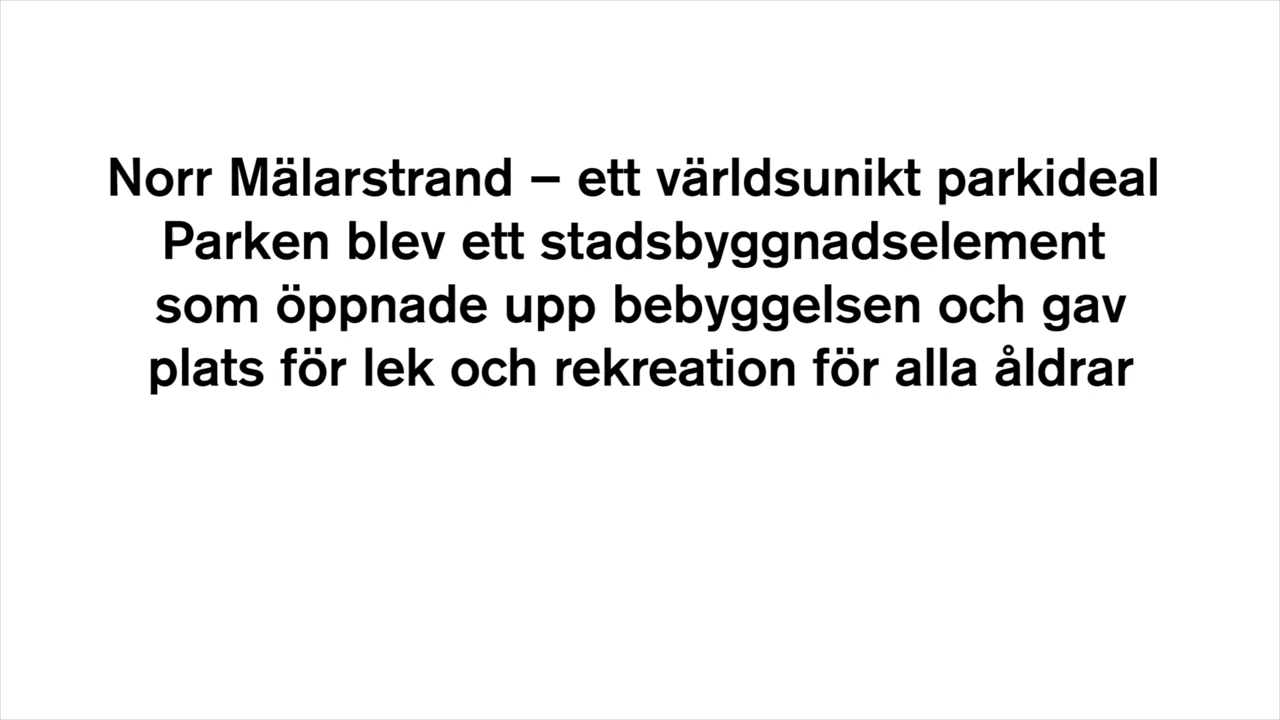 Norr Mälarstrand – ett världsunikt parkideal
Parken blev ett stadsbyggnadselement
som öppnade upp bebyggelsen och gav
plats för lek och rekreation för alla åldrar